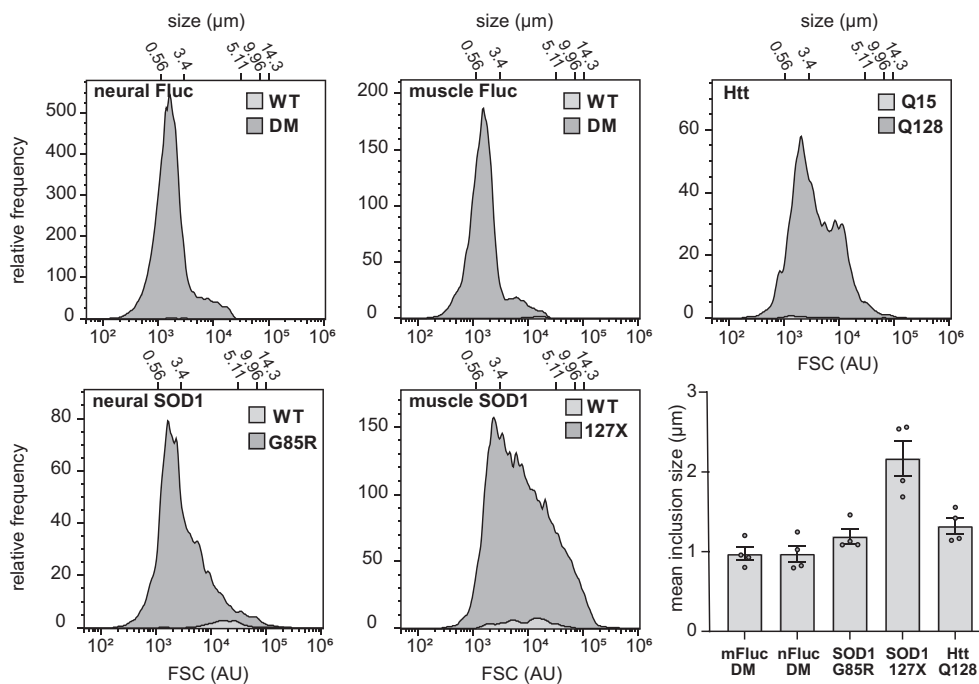 size (µm) size (µm) size (µm)
0.56 3.4 5.11 9.96 14.3 0.56 3.4 5.11 9.96 14.3 0.56 3.4 5.11 9.96 14.3
relative frequency
neural Fluc
WT
DM
500
400
300
200
100
0
10² 10³ 10⁴ 10⁵ 10⁶
muscle Fluc
WT
DM
200
150
100
50
0
10² 10³ 10⁴ 10⁵ 10⁶
Htt
Q15
Q128
60
40
20
0
10² 10³ 10⁴ 10⁵ 10⁶
FSC (AU)
0.56 3.4 5.11 9.96 14.3 0.56 3.4 5.11 9.96 14.3
relative frequency
neural SOD1
WT
G85R
80
60
40
20
0
10² 10³ 10⁴ 10⁵ 10⁶
FSC (AU)
muscle SOD1
WT
127X
150
100
50
0
10² 10³ 10⁴ 10⁵ 10⁶
FSC (AU)
mean inclusion size (µm)
3
2
1
0
mFluc nFluc SOD1 SOD1 Htt
DM DM G85R 127X Q128